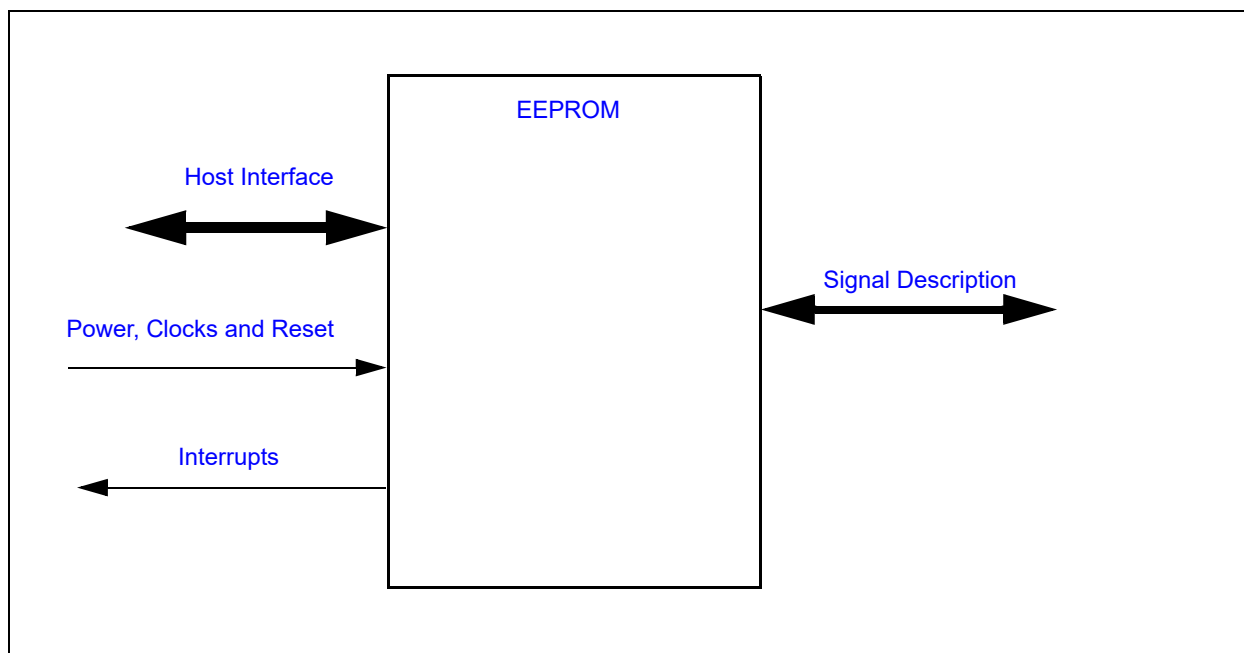 EEPROM
Host Interface
Signal Description
Power, Clocks and Reset
Interrupts